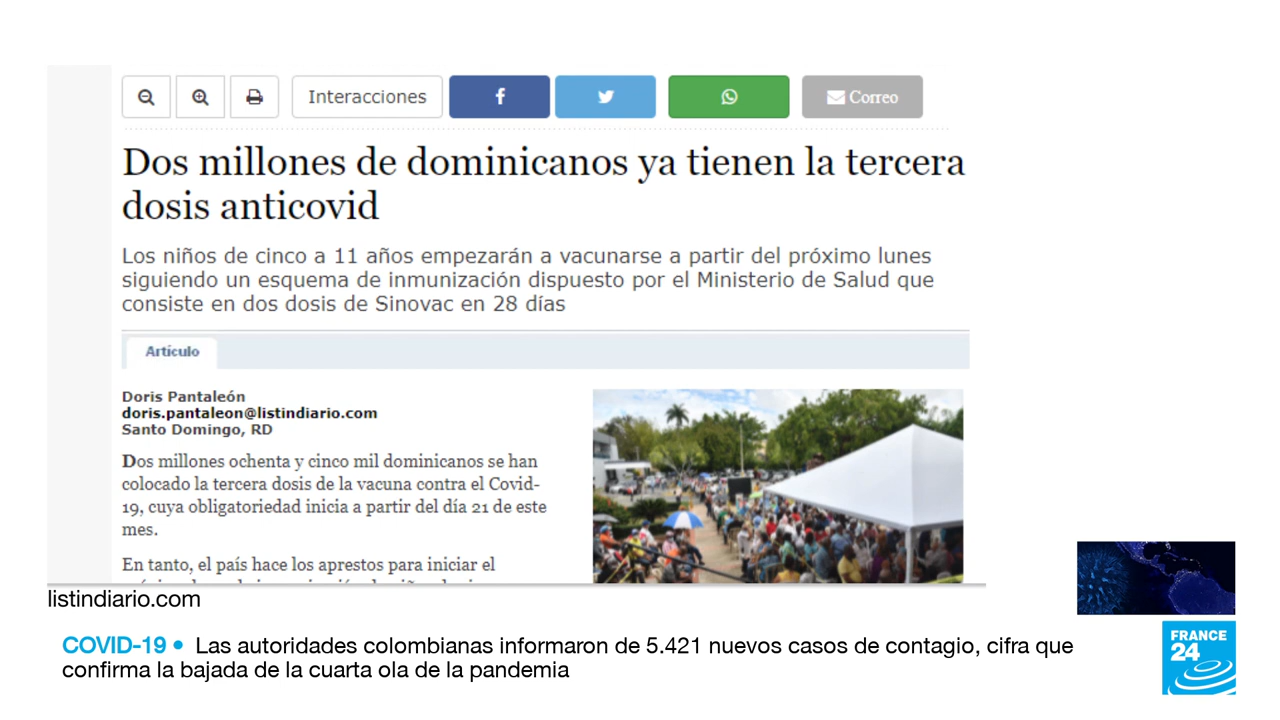 Interacciones
Correo
Dos millones de dominicanos ya tienen la tercera
dosis anticovid
Los niños de cinco a 11 años empezarán a vacunarse a partir del próximo lunes
siguiendo un esquema de inmunización dispuesto por el Ministerio de Salud que
consiste en dos dosis de Sinovac en 28 días
Artículo
Doris Pantaleón
doris.pantaleon@listindiario.com
Santo Domingo, RD
Dos millones ochenta y cinco mil dominicanos se han
colocado la tercera dosis de la vacuna contra el Covid-
19, cuya obligatoriedad inicia a partir del día 21 de este
mes.
En tanto, el país hace los aprestos para iniciar el
listindiario.com
COVID-19 • Las autoridades colombianas informaron de 5.421 nuevos casos de contagio, cifra que
confirma la bajada de la cuarta ola de la pandemia
FRANCE
24